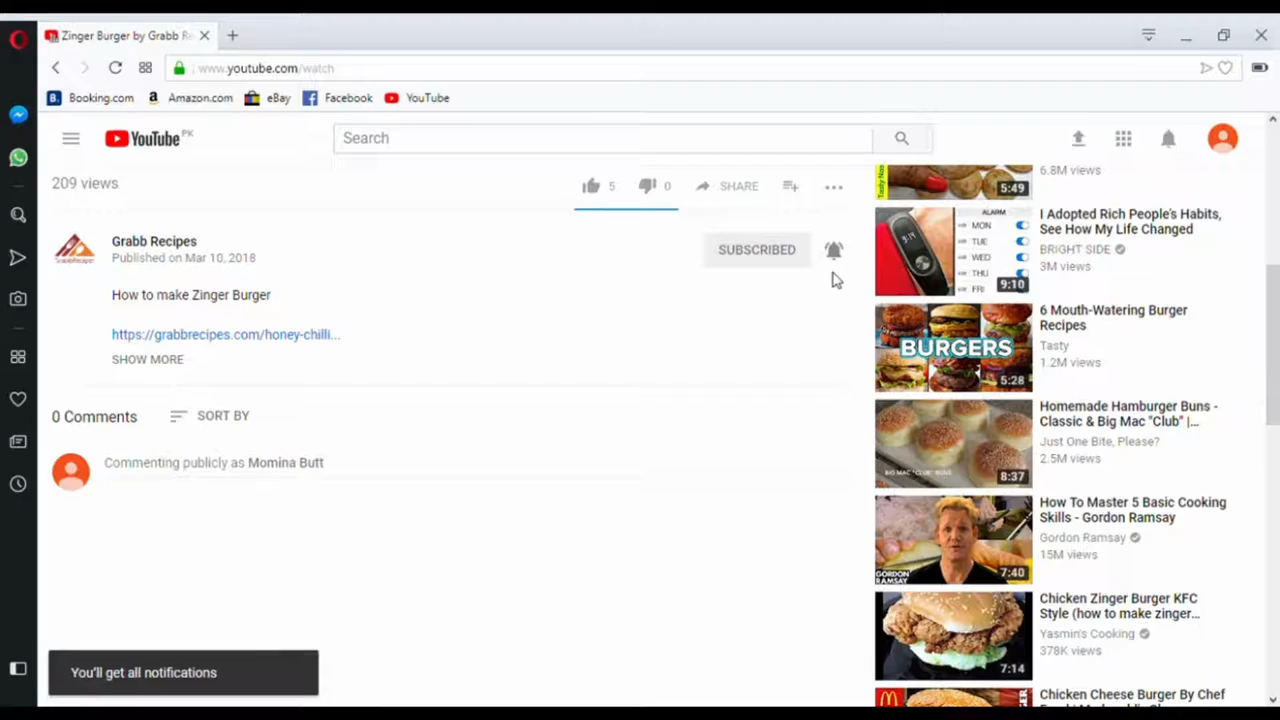 Zinger Burger by Grabb Re
www.youtube.com/watch
Booking.com
Amazon.com
eBay
Facebook
YouTube
YouTube PK
Search
209 views
5
0
SHARE
Grabb Recipes
Published on Mar 10, 2018
SUBSCRIBED
How to make Zinger Burger
https://grabbrecipes.com/honey-chilli...
SHOW MORE
0 Comments
SORT BY
Commenting publicly as Momina Butt
You'll get all notifications
5:49
6.8M views
ALARM
MON
TUE
WED
THU
FRI
9:10
I Adopted Rich People's Habits,
See How My Life Changed
BRIGHT SIDE
3M views
BURGERS
5:28
6 Mouth-Watering Burger
Recipes
Tasty
1.2M views
BIG MAC "CLUB" BUNS
8:37
Homemade Hamburger Buns -
Classic & Big Mac "Club" |...
Just One Bite, Please?
2.5M views
GORDON
RAMSAY
7:40
How To Master 5 Basic Cooking
Skills - Gordon Ramsay
Gordon Ramsay
15M views
7:14
Chicken Zinger Burger KFC
Style (how to make zinger...
Yasmin's Cooking
378K views
Chicken Cheese Burger By Chef